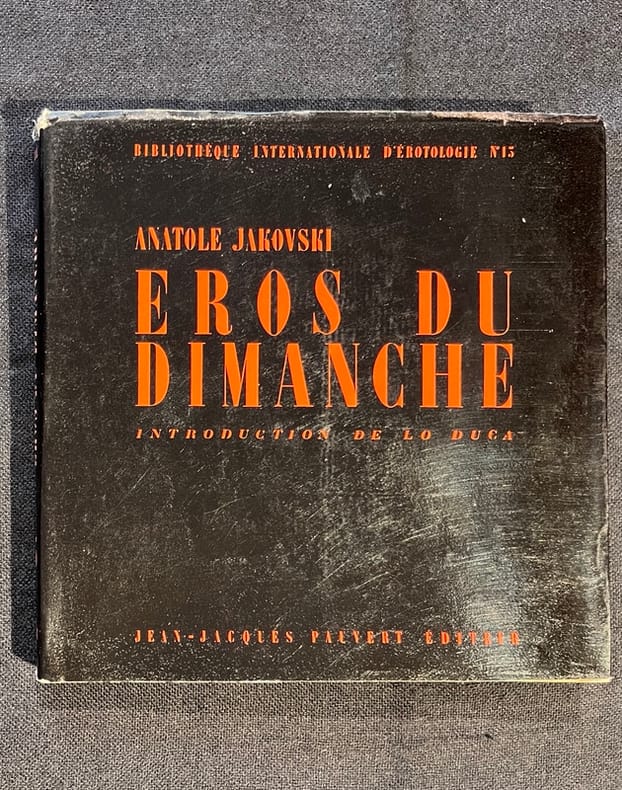 BIBLIOTHÈQUE INTERNATIONALE D'ÉROTOLOGIE N°15
ANATOLE JAKOVSKI
EROS DU
DIMANCHE
INTRODUCTION DE LO DUCA
JEAN-JACQUES PAUVERT ÉDITEUR